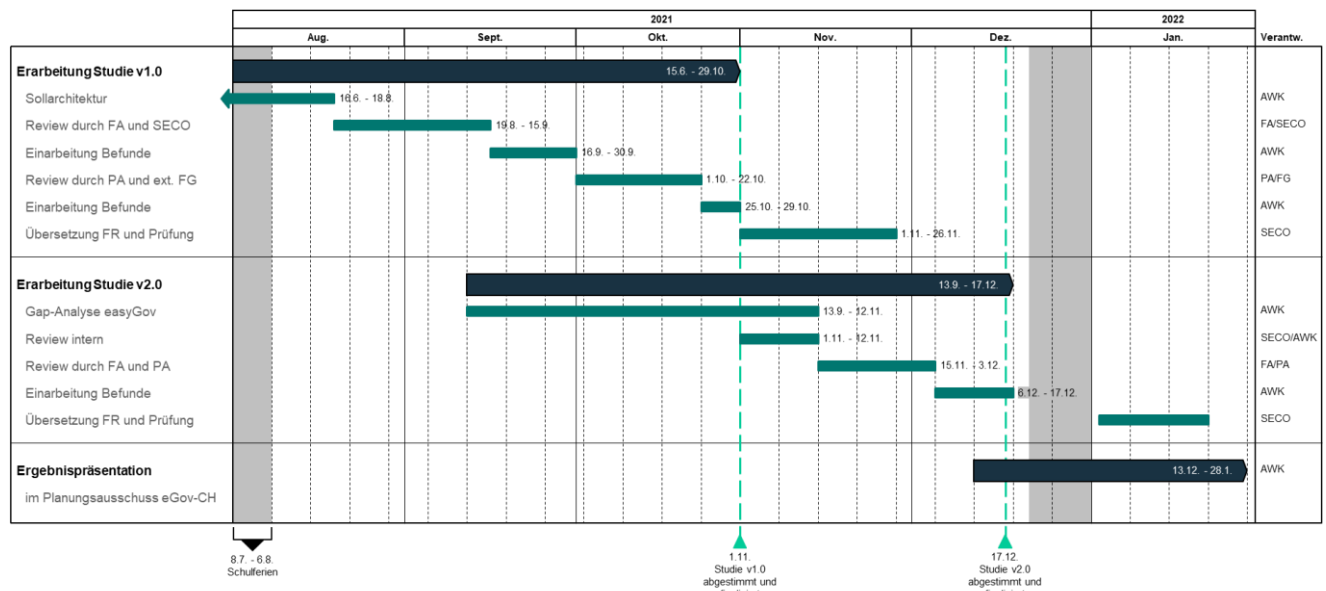 2021 2022
Aug. Sept. Okt. Nov. Dez. Jan. Verantw.
Erarbeitung Studie v1.0 15.6. - 29.10.
Sollarchitektur 16.6. - 18.8. AWK
Review durch FA und SECO 19.8. - 15.9. FA/SECO
Einarbeitung Befunde 16.9. - 30.9. AWK
Review durch PA und ext. FG 1.10. - 22.10. PA/FG
Einarbeitung Befunde 25.10. - 29.10. AWK
Übersetzung FR und Prüfung 1.11. - 26.11. SECO
Erarbeitung Studie v2.0 13.9. - 17.12.
Gap-Analyse easyGov 13.9. - 12.11. AWK
Review intern 1.11. - 12.11. SECO/AWK
Review durch FA und PA 15.11. - 3.12. FA/PA
Einarbeitung Befunde 6.12. - 17.12. AWK
Übersetzung FR und Prüfung SECO
Ergebnispräsentation 13.12. - 28.1. AWK
im Planungsausschuss eGov-CH
8.7. - 6.8. 1.11. 17.12.
Schulferien Studie v1.0 Studie v2.0
abgestimmt und abgestimmt und